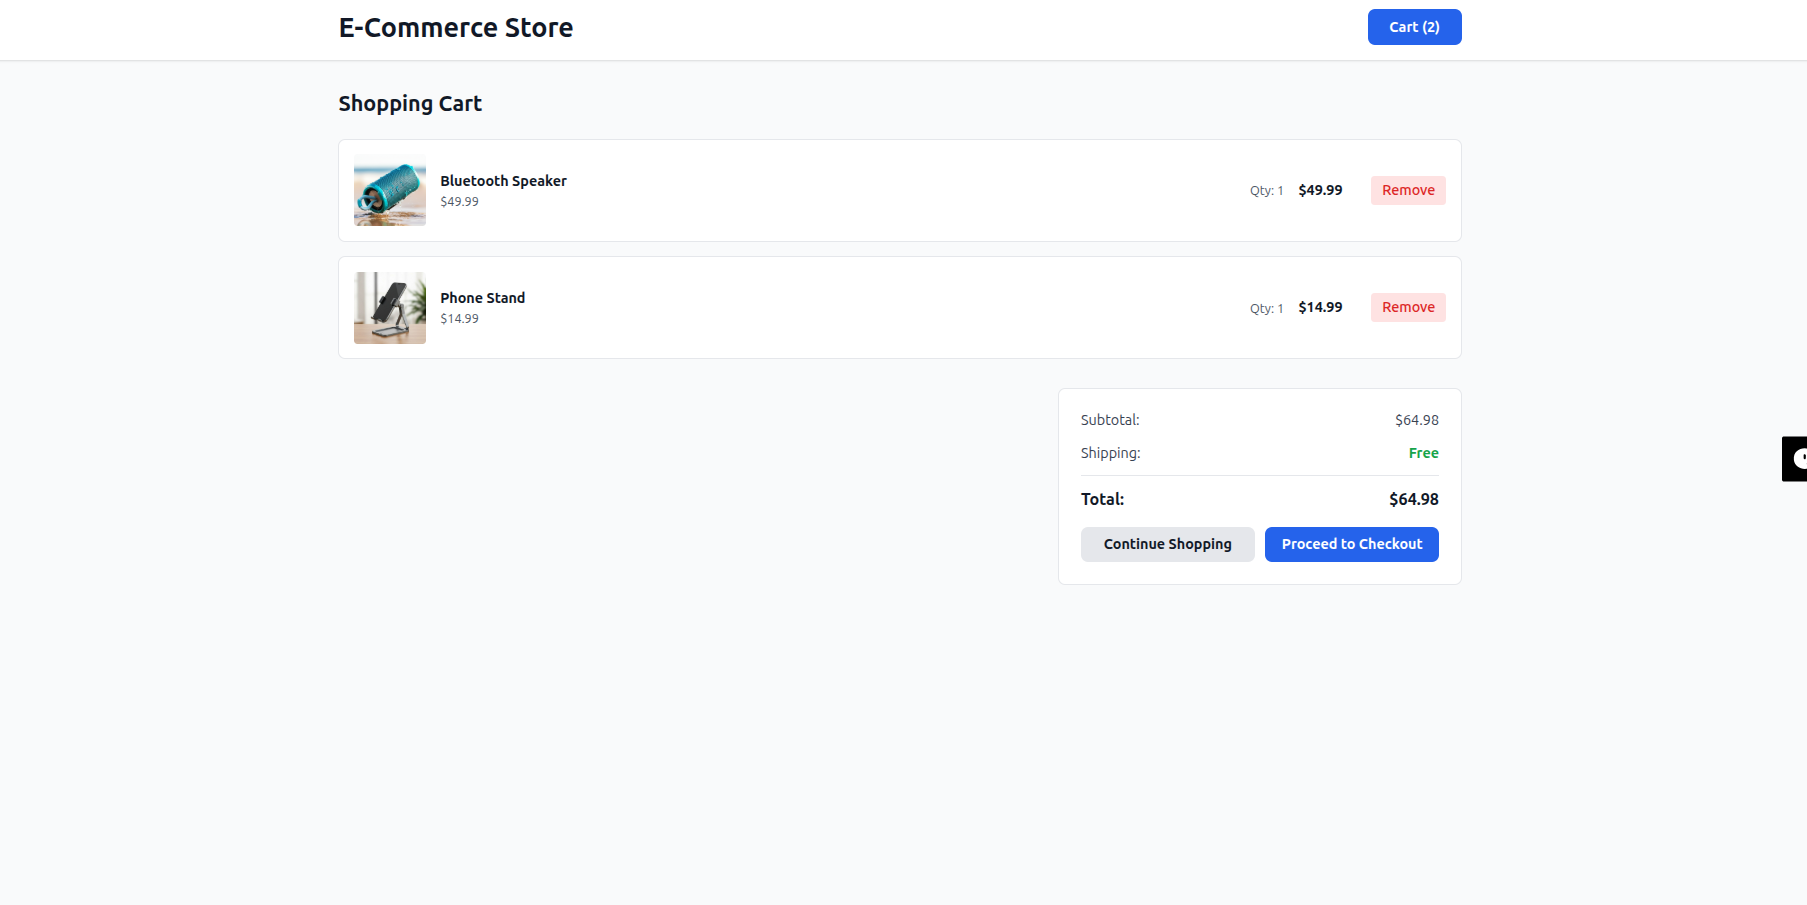 E-Commerce Store
Cart (2)
Shopping Cart
Bluetooth Speaker
$49.99
Qty: 1
$49.99
Remove
Phone Stand
$14.99
Qty: 1
$14.99
Remove
Subtotal:
$64.98
Shipping:
Free
Total:
$64.98
Continue Shopping
Proceed to Checkout